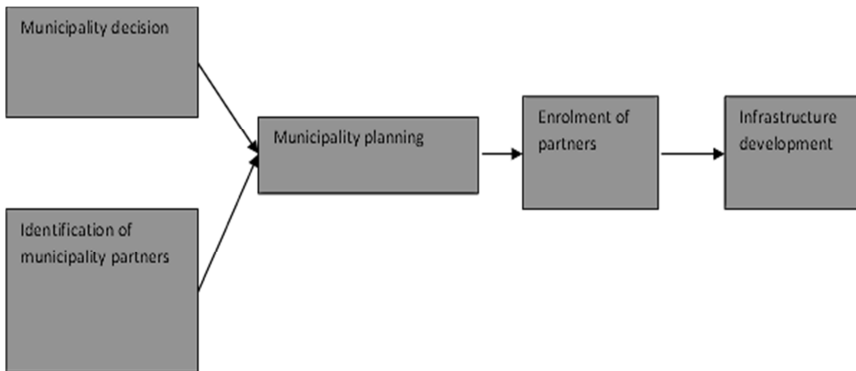 Municipality decision
Identification of
municipality partners
Municipality planning
Enrolment of
partners
Infrastructure
development